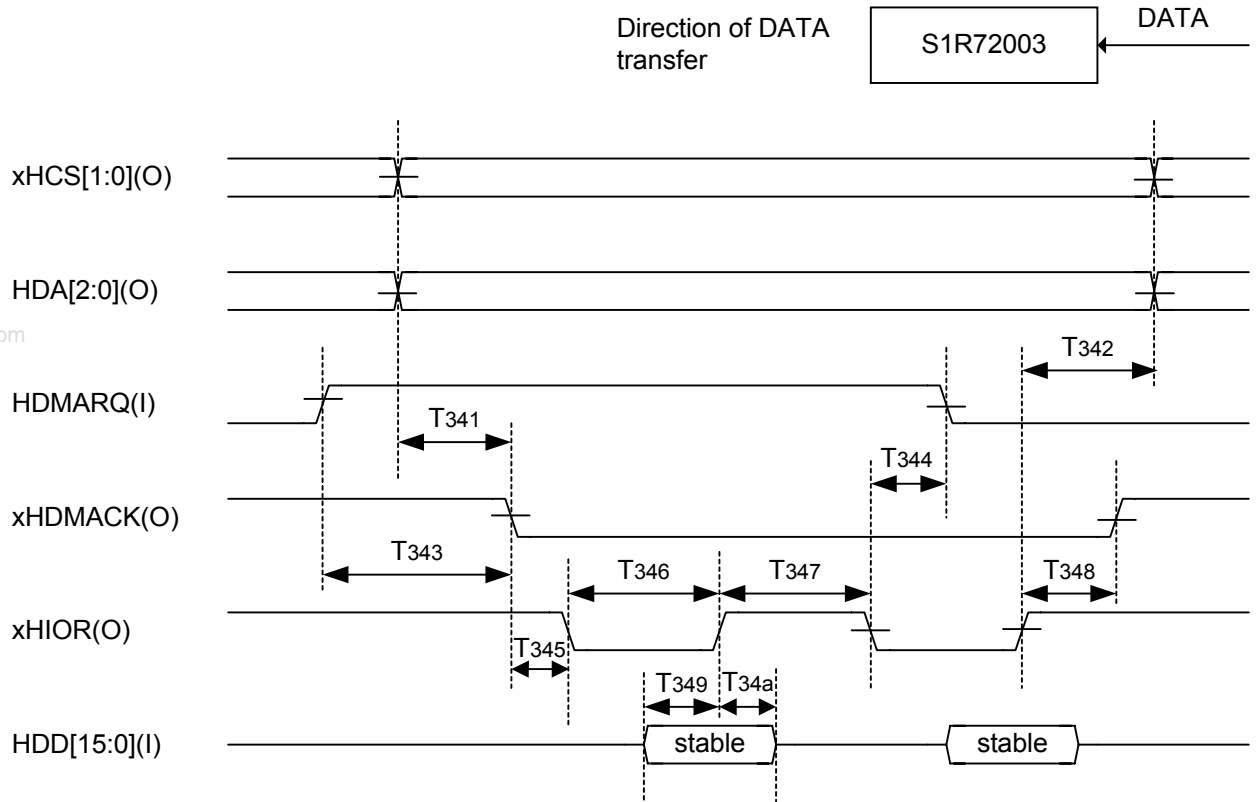 Direction of DATA
transfer
S1R72003
DATA
xHCS[1:0](O)
HDA[2:0](O)
om
T342
HDMARQ(I)
T341
T344
xHDMACK(O)
T343
T346
T347
T348
xHIOR(O)
T345
T349
T34a
HDD[15:0](I)
stable
stable